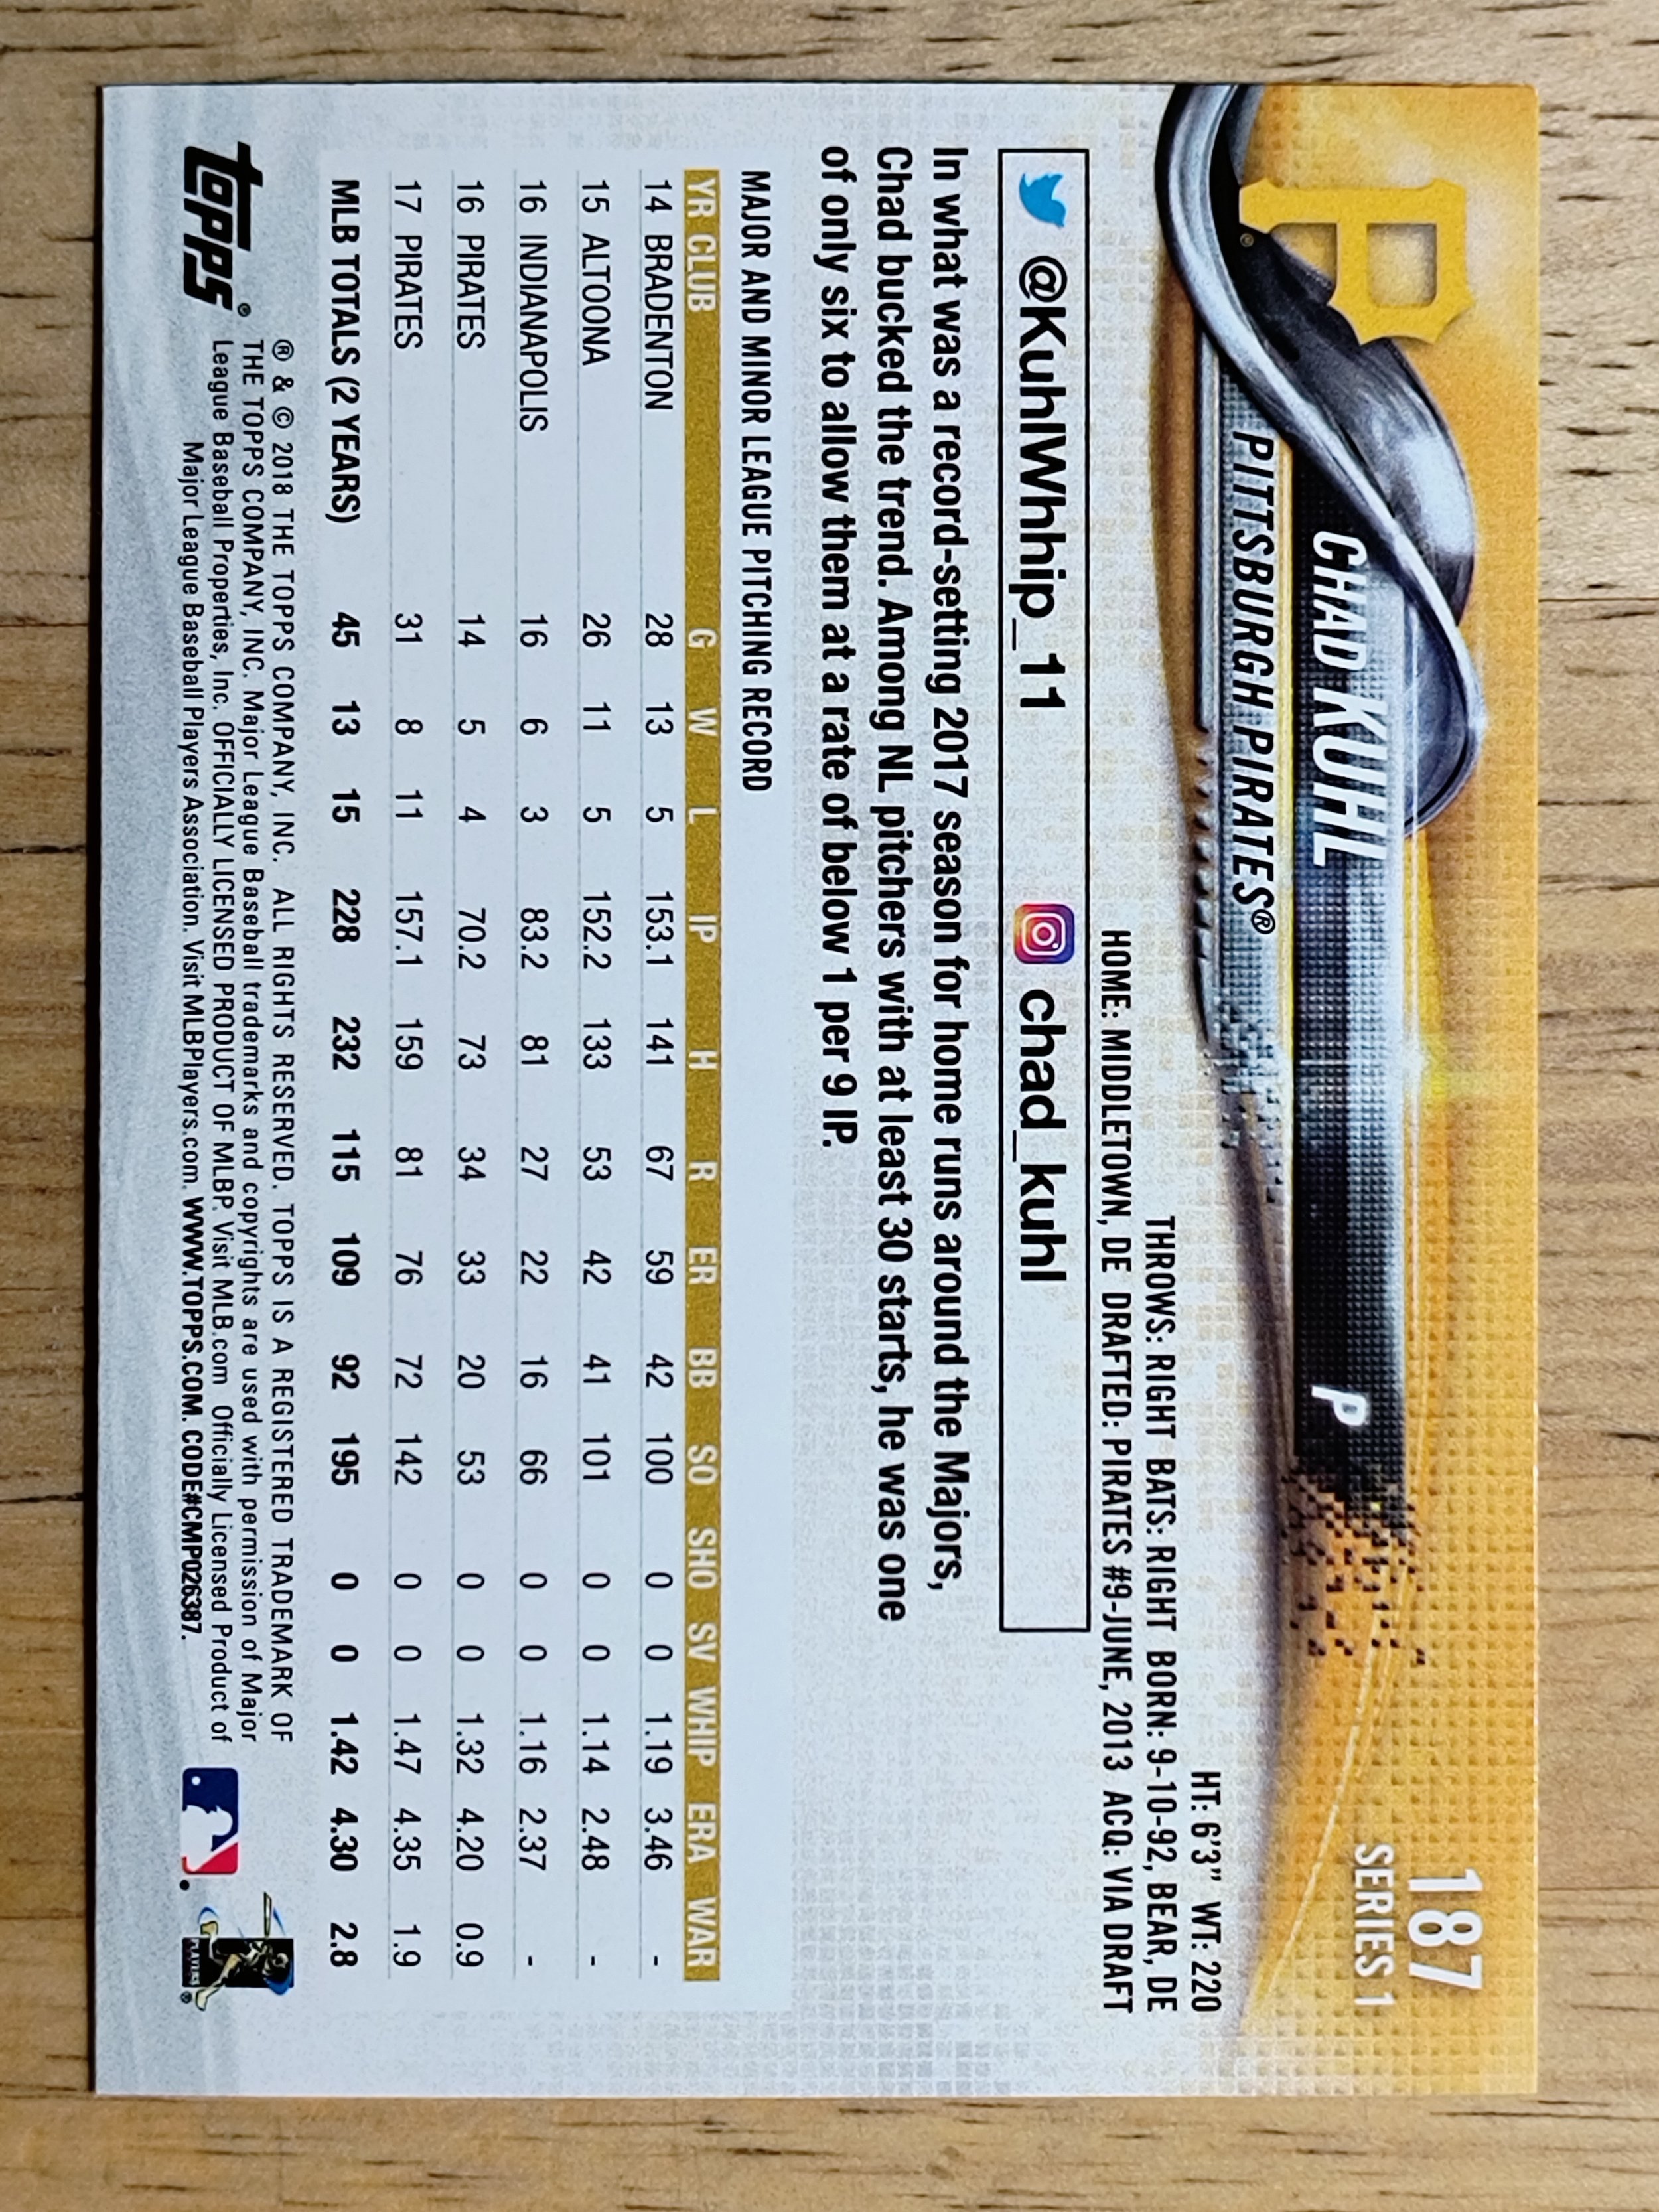 P
®
187
SERIES 1
CHAD KUHL P
PITTSBURGH PIRATES®
HT: 6'3" WT: 220
THROWS: RIGHT BATS: RIGHT BORN: 9-10-92, BEAR, DE
HOME: MIDDLETOWN, DE DRAFTED: PIRATES #9-JUNE, 2013 ACQ: VIA DRAFT
@KuhlWhhip_11 chad_kuhl
In what was a record-setting 2017 season for home runs around the Majors,
Chad bucked the trend. Among NL pitchers with at least 30 starts, he was one
of only six to allow them at a rate of below 1 per 9 IP.
MAJOR AND MINOR LEAGUE PITCHING RECORD
YR CLUB G W L IP H R ER BB SO SHO SV WHIP ERA WAR
14 BRADENTON 28 13 5 153.1 141 67 59 42 100 0 0 1.19 3.46 -
15 ALTOONA 26 11 5 152.2 133 53 42 41 101 0 0 1.14 2.48 -
16 INDIANAPOLIS 16 6 3 83.2 81 27 22 16 66 0 0 1.16 2.37 -
16 PIRATES 14 5 4 70.2 73 34 33 20 53 0 0 1.32 4.20 0.9
17 PIRATES 31 8 11 157.1 159 81 76 72 142 0 0 1.47 4.35 1.9
MLB TOTALS (2 YEARS) 45 13 15 228 232 115 109 92 195 0 0 1.42 4.30 2.8
topps®
® & © 2018 THE TOPPS COMPANY, INC. ALL RIGHTS RESERVED. TOPPS IS A REGISTERED TRADEMARK OF
THE TOPPS COMPANY, INC. Major League Baseball trademarks and copyrights are used with permission of Major
League Baseball Properties, Inc. OFFICIALLY LICENSED PRODUCT OF MLBP. Visit MLB.com Officially Licensed Product of
Major League Baseball Players Association. Visit MLBPlayers.com. WWW.TOPPS.COM. CODE#CMP026387.
PLAYERS
®